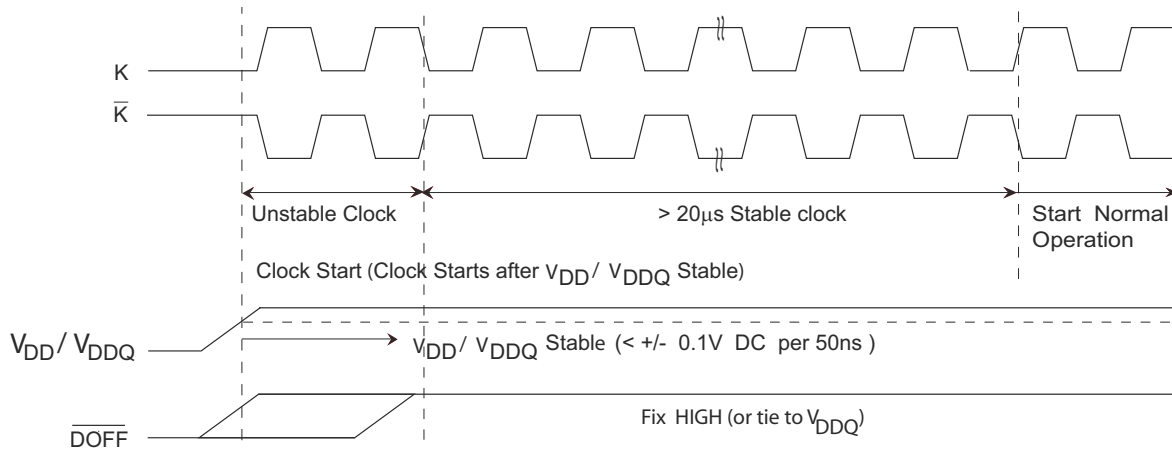 K
K̅
Unstable Clock
> 20μs Stable clock
Start Normal
Operation
Clock Start (Clock Starts after VDD/ VDDQ Stable)
VDD/ VDDQ
VDD/ VDDQ Stable (< +/- 0.1V DC per 50ns )
D̅O̅F̅F̅
Fix HIGH (or tie to VDDQ)